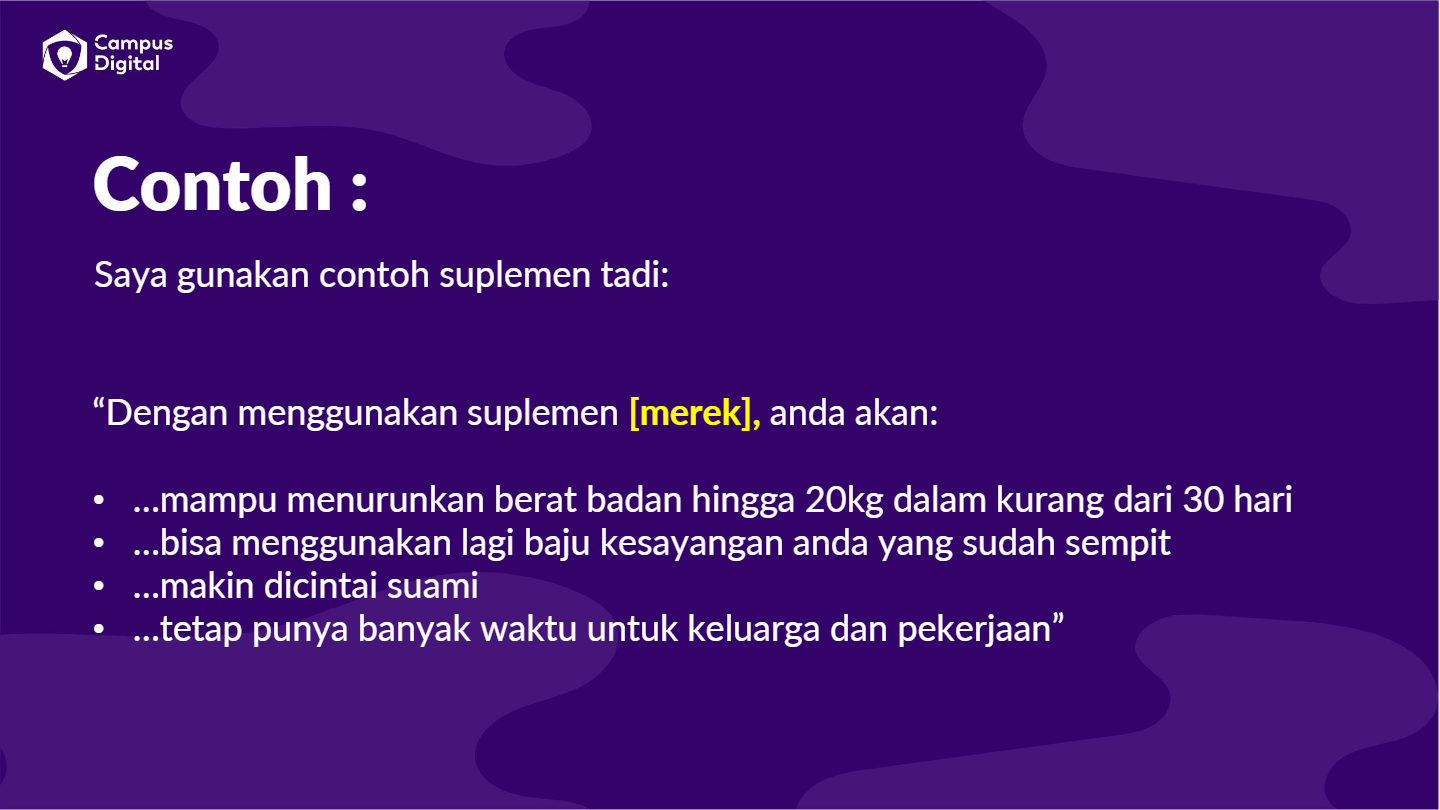 Campus
Digital
Contoh :
Saya gunakan contoh suplemen tadi:
“Dengan menggunakan suplemen [merek], anda akan:
• ...mampu menurunkan berat badan hingga 20kg dalam kurang dari 30 hari
• ...bisa menggunakan lagi baju kesayangan anda yang sudah sempit
• ...makin dicintai suami
• ...tetap punya banyak waktu untuk keluarga dan pekerjaan”